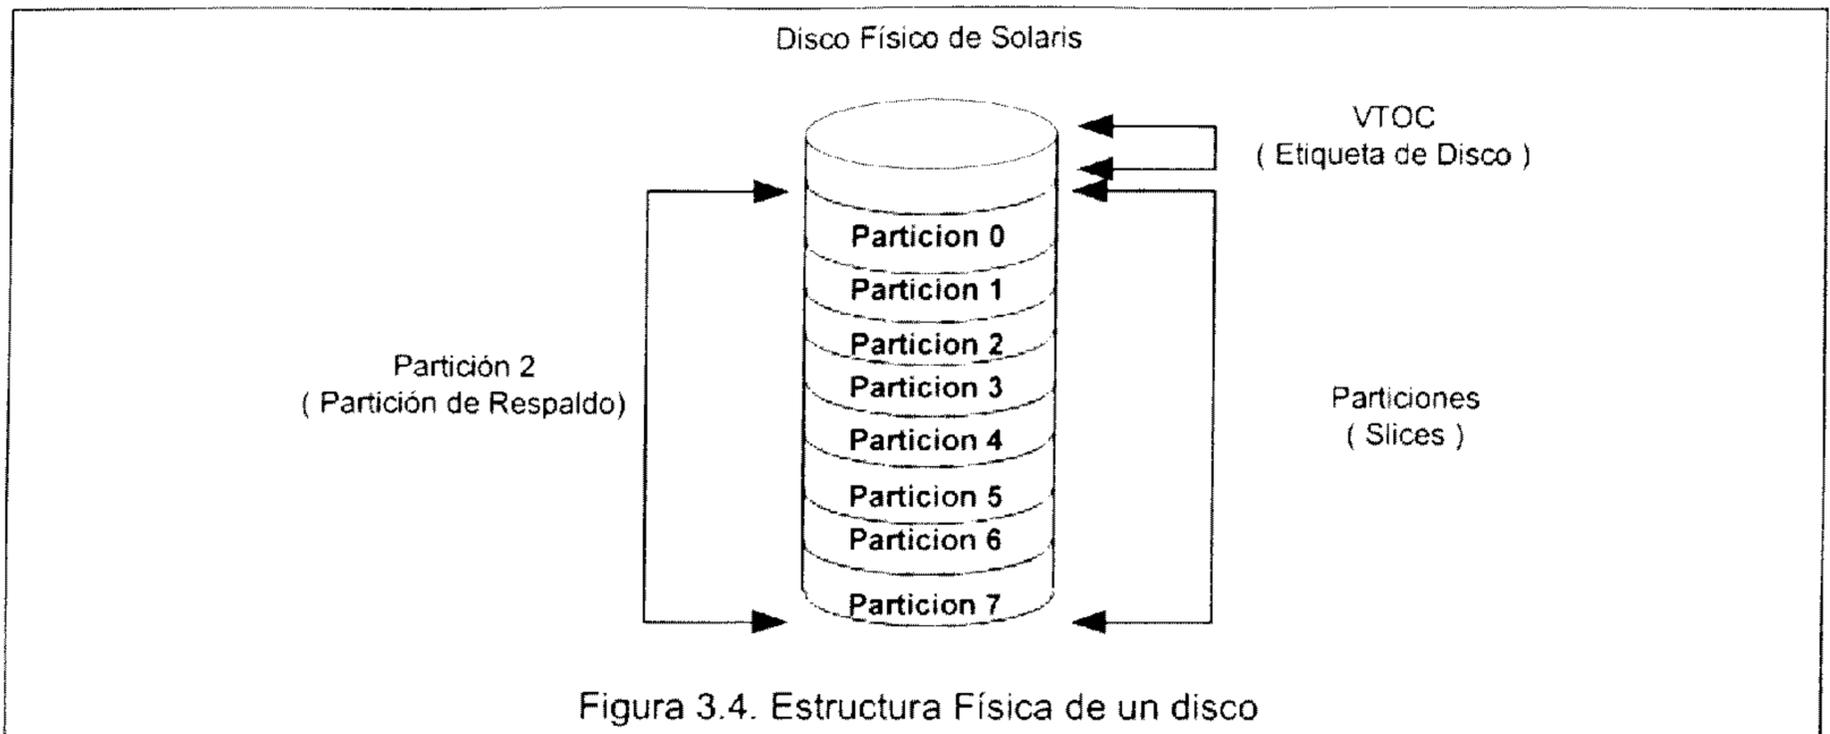 Disco Físico de Solaris
VTOC
( Etiqueta de Disco )
Particion 0
Particion 1
Particion 2
Particion 3
Particion 4
Particion 5
Particion 6
Particion 7
Partición 2
( Partición de Respaldo)
Particiones
( Slices )
Figura 3.4. Estructura Física de un disco